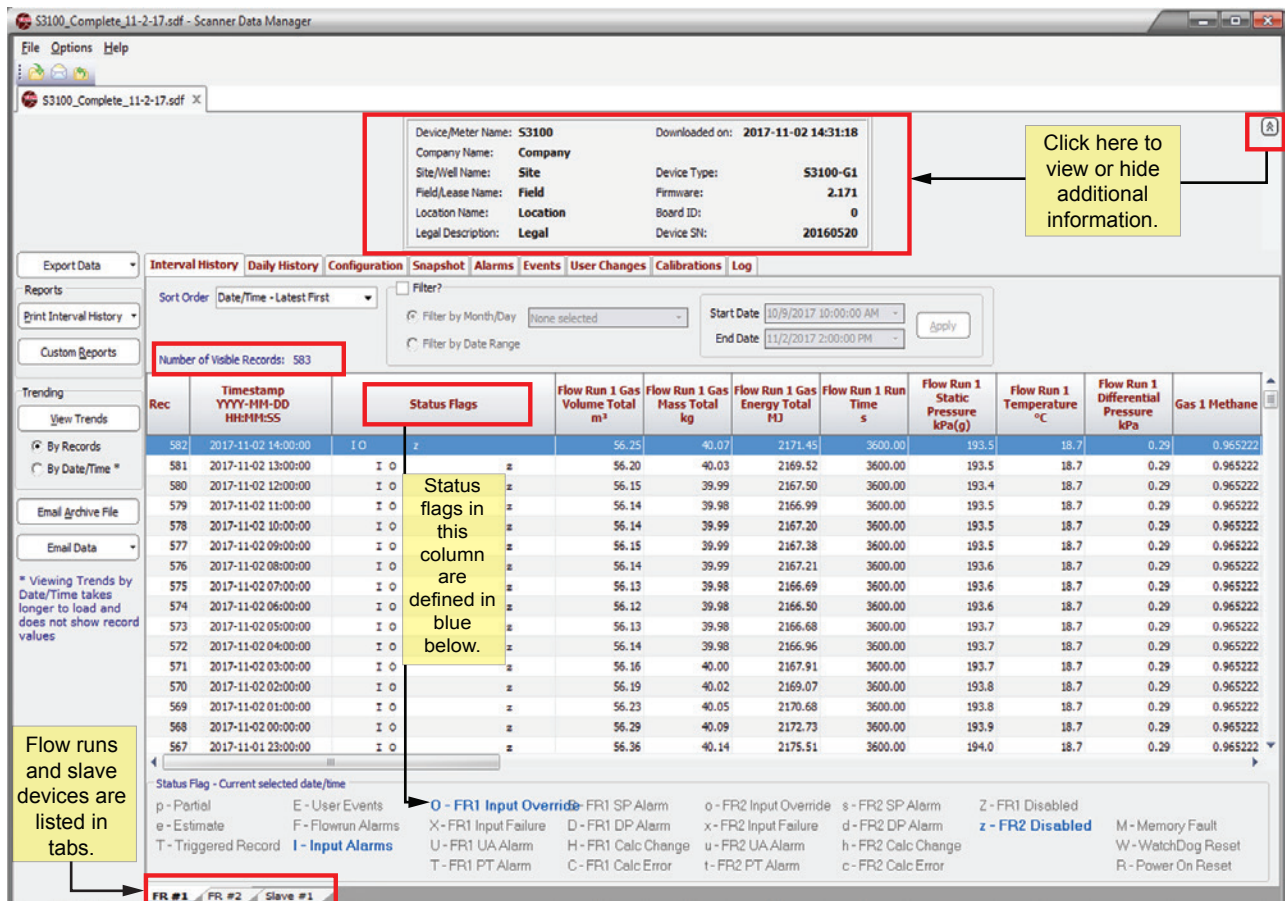 S3100_Complete_11-2-17.sdf - Scanner Data Manager
File Options Help
S3100_Complete_11-2-17.sdf X
Device/Meter Name: S3100 Downloaded on: 2017-11-02 14:31:18
Company Name: Company
Site/Well Name: Site Device Type: S3100-G1
Field/Lease Name: Field Firmware: 2.171
Location Name: Location Board ID: 0
Legal Description: Legal Device SN: 20160520
Click here to
view or hide
additional
information.
Export Data
Reports
Print Interval History
Custom Reports
Trending
View Trends
By Records
By Date/Time *
Email Archive File
Email Data
* Viewing Trends by
Date/Time takes
longer to load and
does not show record
values
Interval History Daily History Configuration Snapshot Alarms Events User Changes Calibrations Log
Sort Order Date/Time - Latest First
Filter?
Filter by Month/Day None selected
Filter by Date Range
Start Date 10/9/2017 10:00:00 AM
End Date 11/2/2017 2:00:00 PM
Apply
Number of Visible Records: 583
Rec Timestamp YYYY-MM-DD HH:MM:SS Status Flags Flow Run 1 Gas Volume Total m³ Flow Run 1 Gas Mass Total kg Flow Run 1 Gas Energy Total MJ Flow Run 1 Run Time s Flow Run 1 Static Pressure kPa(g) Flow Run 1 Temperature °C Flow Run 1 Differential Pressure kPa Gas 1 Methane
582 2017-11-02 14:00:00 I O z 56.25 40.07 2171.45 3600.00 193.5 18.7 0.29 0.965222
581 2017-11-02 13:00:00 I O z 56.20 40.03 2169.52 3600.00 193.5 18.7 0.29 0.965222
580 2017-11-02 12:00:00 I O z 56.15 39.99 2167.50 3600.00 193.4 18.7 0.29 0.965222
579 2017-11-02 11:00:00 I O z 56.14 39.98 2166.99 3600.00 193.5 18.7 0.29 0.965222
578 2017-11-02 10:00:00 I O z 56.14 39.99 2167.20 3600.00 193.5 18.7 0.29 0.965222
577 2017-11-02 09:00:00 I O z 56.15 39.99 2167.38 3600.00 193.5 18.7 0.29 0.965222
576 2017-11-02 08:00:00 I O z 56.14 39.99 2167.21 3600.00 193.6 18.7 0.29 0.965222
575 2017-11-02 07:00:00 I O z 56.13 39.98 2166.69 3600.00 193.6 18.7 0.29 0.965222
574 2017-11-02 06:00:00 I O z 56.12 39.98 2166.50 3600.00 193.6 18.7 0.29 0.965222
573 2017-11-02 05:00:00 I O z 56.13 39.98 2166.68 3600.00 193.7 18.7 0.29 0.965222
572 2017-11-02 04:00:00 I O z 56.14 39.98 2166.96 3600.00 193.7 18.7 0.29 0.965222
571 2017-11-02 03:00:00 I O z 56.16 40.00 2167.91 3600.00 193.7 18.7 0.29 0.965222
570 2017-11-02 02:00:00 I O z 56.19 40.02 2169.07 3600.00 193.8 18.7 0.29 0.965222
569 2017-11-02 01:00:00 I O z 56.23 40.05 2170.68 3600.00 193.8 18.7 0.29 0.965222
568 2017-11-02 00:00:00 I O z 56.29 40.09 2172.73 3600.00 193.9 18.7 0.29 0.965222
567 2017-11-01 23:00:00 I O z 56.36 40.14 2175.51 3600.00 194.0 18.7 0.29 0.965222
Status
flags in
this
column
are
defined in
blue
below.
Flow runs
and slave
devices are
listed in
tabs.
Status Flag - Current selected date/time
p - Partial E - User Events O - FR1 Input Override - FR1 SP Alarm o - FR2 Input Override s - FR2 SP Alarm Z - FR1 Disabled
e - Estimate F - Flowrun Alarms X - FR1 Input Failure D - FR1 DP Alarm x - FR2 Input Failure d - FR2 DP Alarm z - FR2 Disabled M - Memory Fault
T - Triggered Record I - Input Alarms U - FR1 UA Alarm H - FR1 Calc Change u - FR2 UA Alarm h - FR2 Calc Change W - WatchDog Reset
T - FR1 PT Alarm C - FR1 Calc Error t - FR2 PT Alarm c - FR2 Calc Error R - Power On Reset
FR #1 FR #2 Slave #1